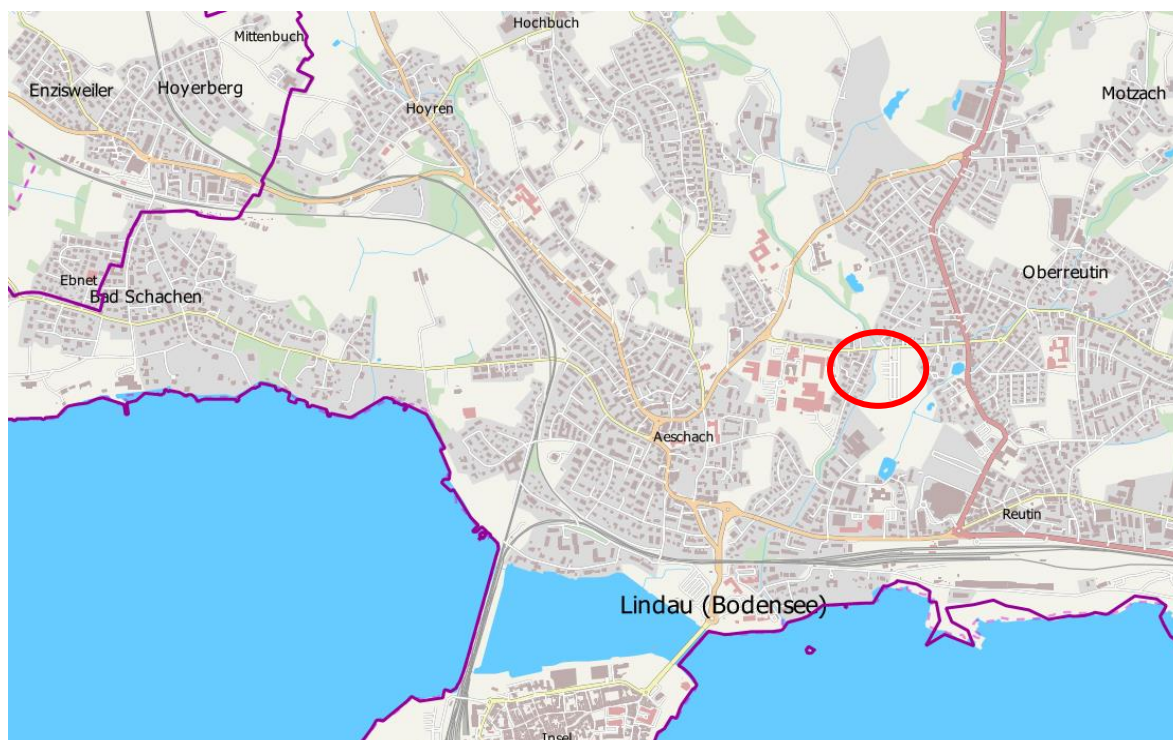 Hochbuch
Mittenbuch
Enzisweiler
Hoyerberg
Motzach
Hoyren
Oberreutin
Ebnet
Bad Schachen
Aeschach
Reutin
Lindau (Bodensee)
Insel